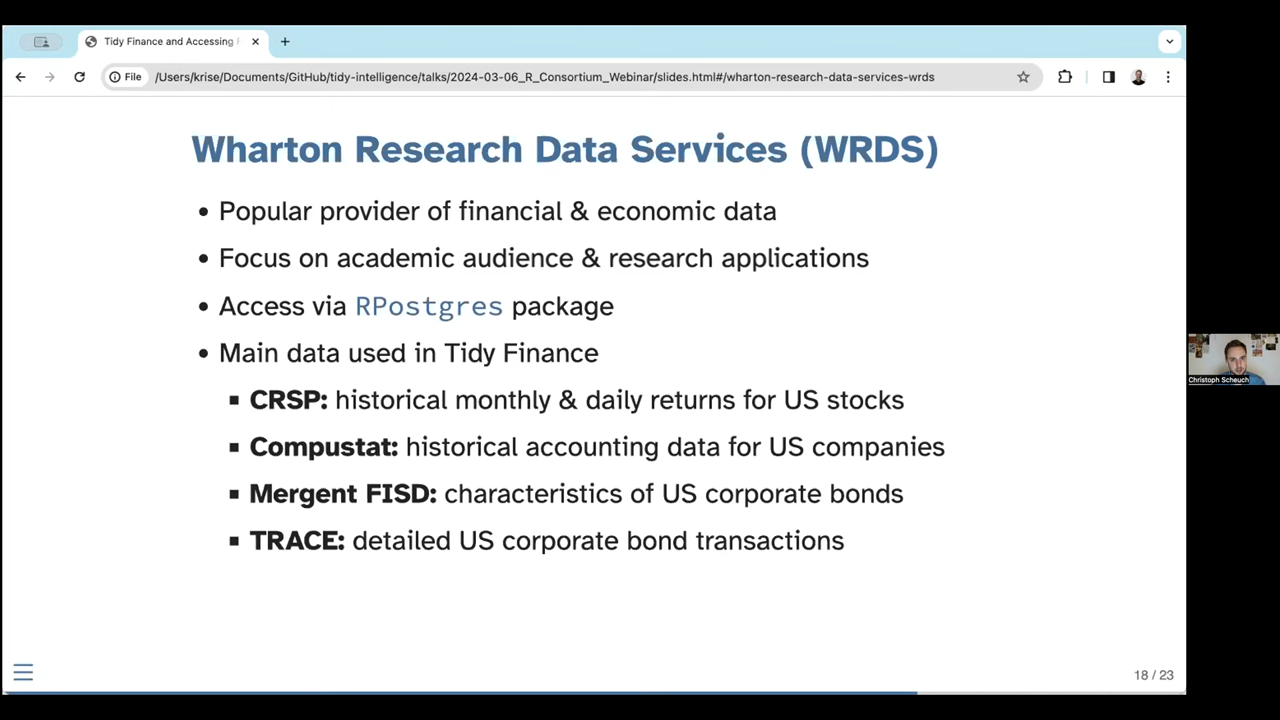 Tidy Finance and Accessing
File /Users/krise/Documents/GitHub/tidy-intelligence/talks/2024-03-06_R_Consortium_Webinar/slides.html#/wharton-research-data-services-wrds
Wharton Research Data Services (WRDS)
• Popular provider of financial & economic data
• Focus on academic audience & research applications
• Access via RPostgres package
• Main data used in Tidy Finance
▪ CRSP: historical monthly & daily returns for US stocks
▪ Compustat: historical accounting data for US companies
▪ Mergent FISD: characteristics of US corporate bonds
▪ TRACE: detailed US corporate bond transactions
Christoph Scheuch
18 / 23